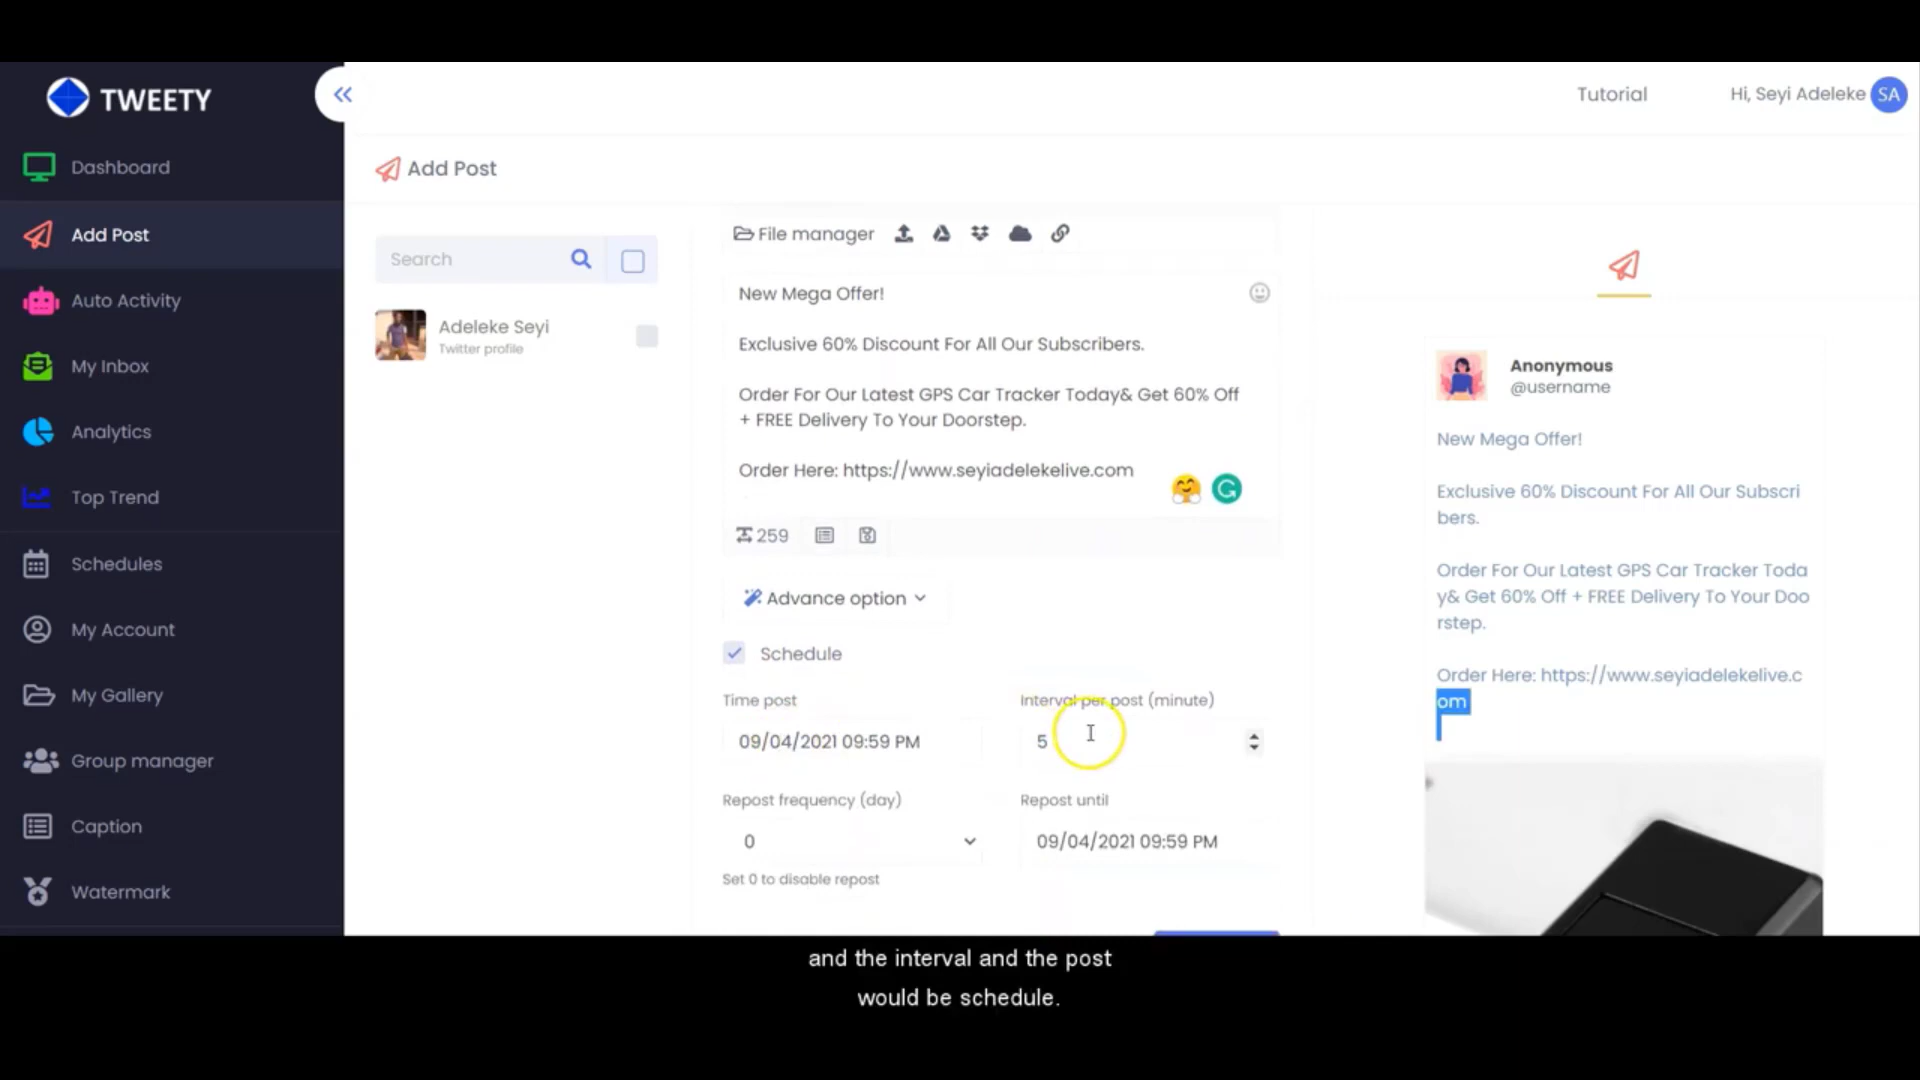 TWEETY
Tutorial
Hi, Seyi Adeleke SA
Dashboard
Add Post
Auto Activity
My Inbox
Analytics
Top Trend
Schedules
My Account
My Gallery
Group manager
Caption
Watermark
Add Post
Search
Adeleke Seyi
Twitter profile
File manager
New Mega Offer!
Exclusive 60% Discount For All Our Subscribers.
Order For Our Latest GPS Car Tracker Today& Get 60% Off
+ FREE Delivery To Your Doorstep.
Order Here: https://www.seyiadelekelive.com
259
Advance option
Schedule
Time post
09/04/2021 09:59 PM
Interval per post (minute)
5
Repost frequency (day)
0
Set 0 to disable repost
Repost until
09/04/2021 09:59 PM
Anonymous
@username
New Mega Offer!
Exclusive 60% Discount For All Our Subscri
bers.
Order For Our Latest GPS Car Tracker Toda
y& Get 60% Off + FREE Delivery To Your Doo
rstep.
Order Here: https://www.seyiadelekelive.c
om
and the interval and the post
would be schedule.